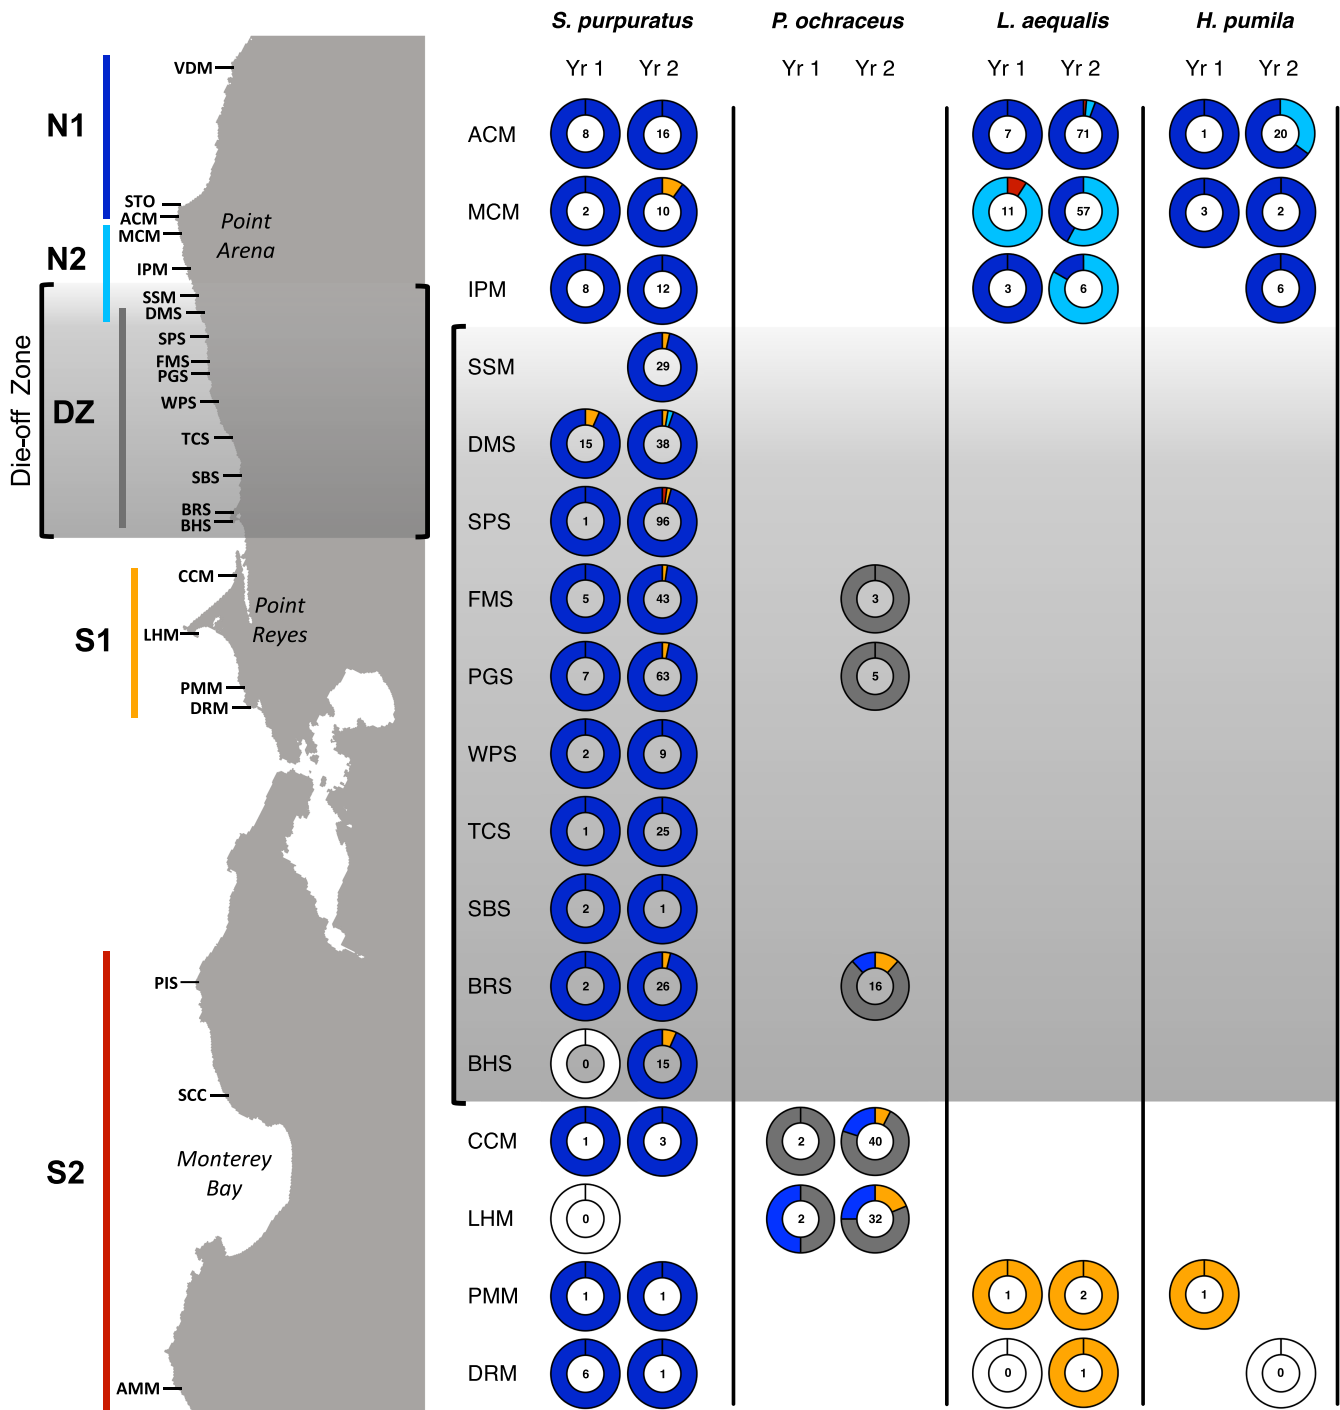 S. purpuratus P. ochraceus L. aequalis H. pumila
Yr 1 Yr 2 Yr 1 Yr 2 Yr 1 Yr 2 Yr 1 Yr 2
N1
N2
DZ
Die-off Zone
S1
S2
VDM
STO
ACM
MCM
IPM
SSM
DMS
SPS
FMS
PGS
WPS
TCS
SBS
BRS
BHS
CCM
LHM
PMM
DRM
PIS
SCC
AMM
Point
Arena
Point
Reyes
Monterey
Bay
ACM 8 16 7 71 1 20
MCM 2 10 11 57 3 2
IPM 8 12 3 6 6
SSM 29
DMS 15 38
SPS 1 96
FMS 5 43 3
PGS 7 63 5
WPS 2 9
TCS 1 25
SBS 2 1
BRS 2 26 16
BHS 0 15
CCM 1 3 2 40
LHM 0 2 32
PMM 1 1 1 2 1
DRM 6 1 0 1 0